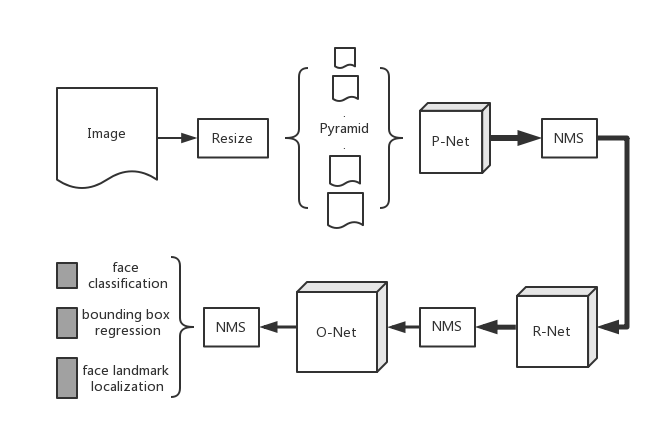 Image
Resize
.
Pyramid
.
P-Net
NMS
R-Net
NMS
O-Net
NMS
face
classification
bounding box
regression
face landmark
localization